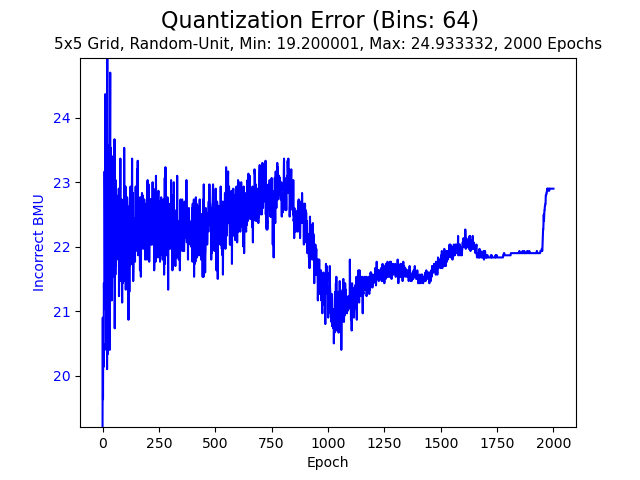 Quantization Error (Bins: 64)
5x5 Grid, Random-Unit, Min: 19.200001, Max: 24.933332, 2000 Epochs
24
23
22
21
20
Incorrect BMU
0 250 500 750 1000 1250 1500 1750 2000
Epoch